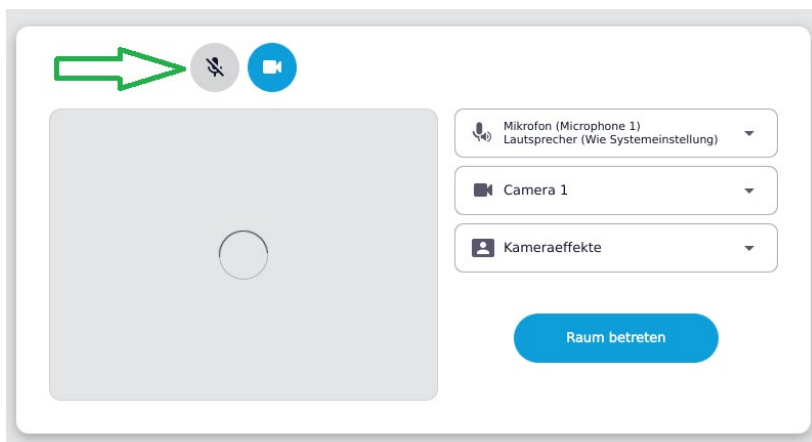 Mikrofon (Microphone 1)
Lautsprecher (Wie Systemeinstellung)
Camera 1
Kameraeffekte
Raum betreten